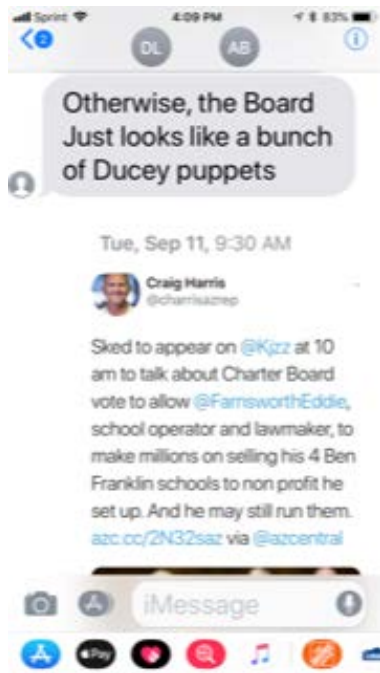 Sprint 4:09 PM 83%
2 DL AB
Otherwise, the Board
Just looks like a bunch
of Ducey puppets
Tue, Sep 11, 9:30 AM
Craig Harris
@charrisazrep
Sked to appear on @Kjzz at 10
am to talk about Charter Board
vote to allow @FarnsworthEddie,
school operator and lawmaker, to
make millions on selling his 4 Ben
Franklin schools to non profit he
set up. And he may still run them.
azc.cc/2N32saz via @azcentral
iMessage
Pay